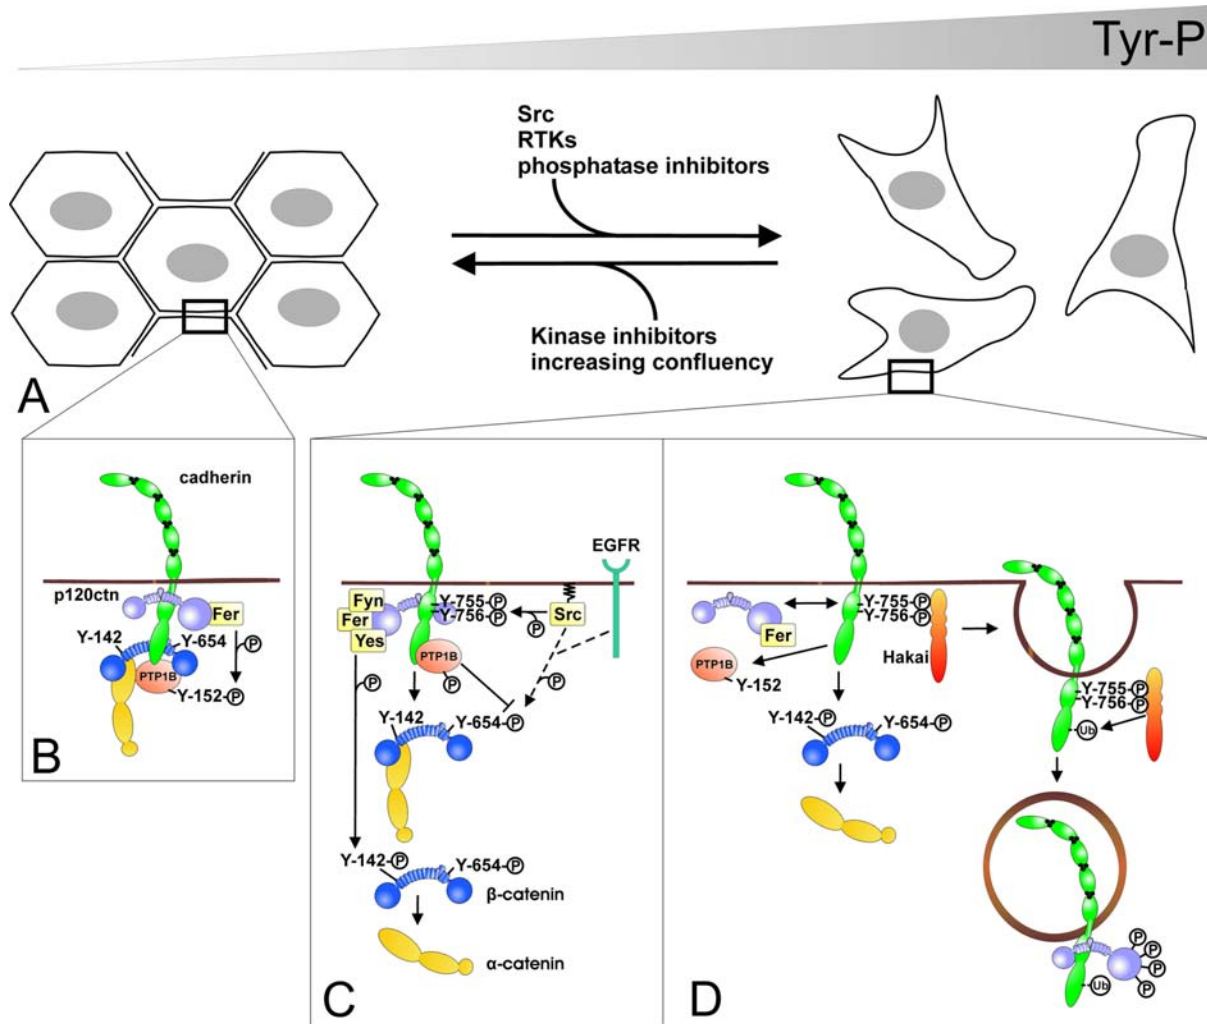 Tyr-P
Src
RTKs
phosphatase inhibitors
Kinase inhibitors
increasing confluency
A
cadherin
p120ctn
Fer
Y-142
Y-654
P
PTP1B
Y-152-P
B
EGFR
Fyn
Fer
Yes
Y-755-P
Y-756-P
P
Src
PTP1B
P
P
P
Y-142
Y-654-P
Y-142-P
Y-654-P
β-catenin
α-catenin
C
Y-755-P
Y-756-P
Fer
Hakai
PTP1B
Y-152
Y-142-P
Y-654-P
Y-755-P
Y-756-P
Ub
P
P
P
P
Ub
D